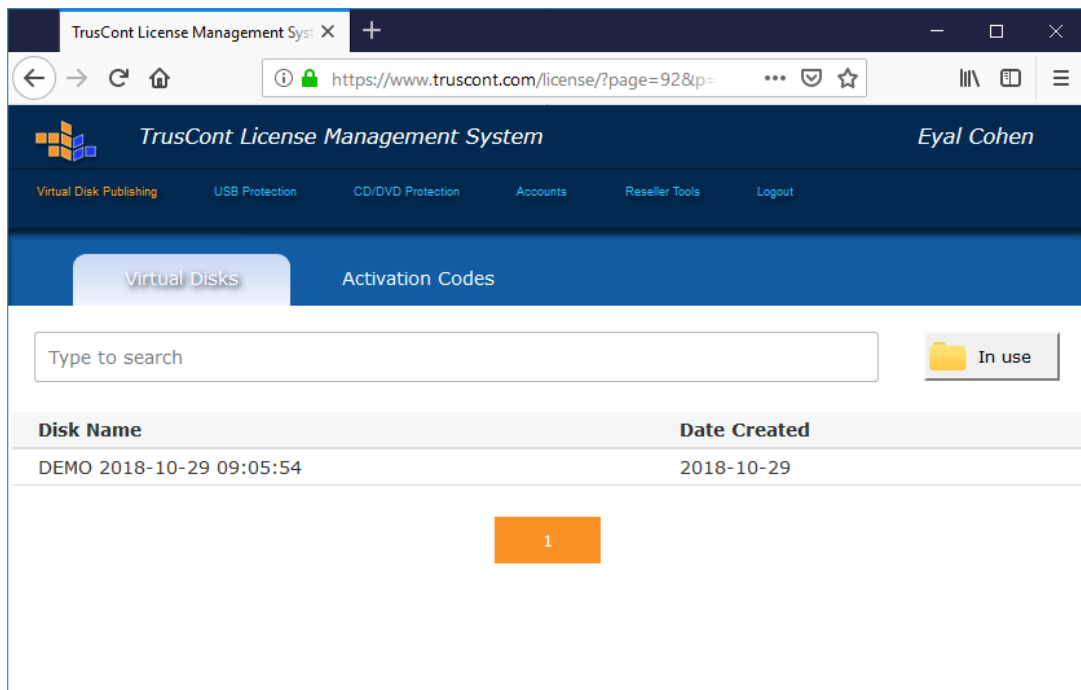 TrusCont License Management Syst
https://www.truscont.com/license/?page=92&p=
TrusCont License Management System Eyal Cohen
Virtual Disk Publishing USB Protection CD/DVD Protection Accounts Reseller Tools Logout
Virtual Disks Activation Codes
Type to search In use
Disk Name Date Created
DEMO 2018-10-29 09:05:54 2018-10-29
1